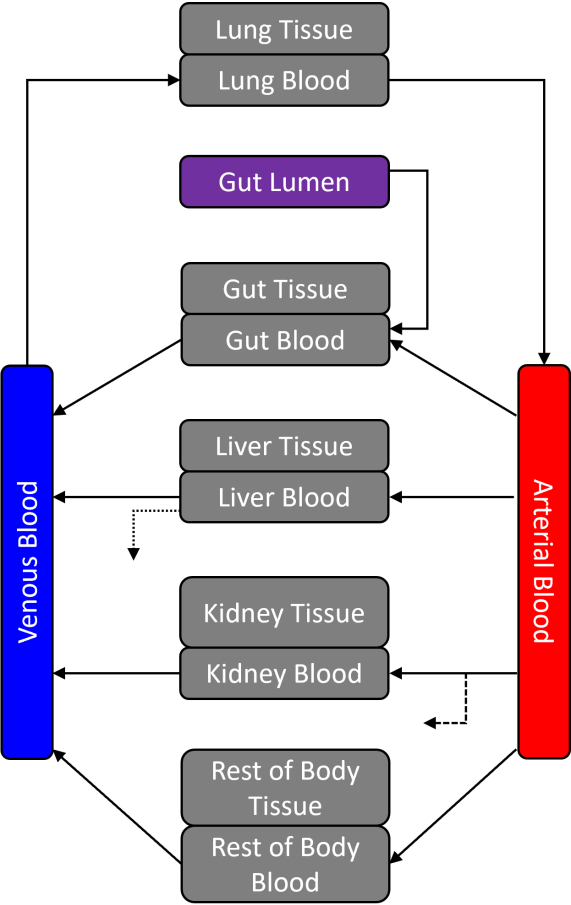 Lung Tissue
Lung Blood
Gut Lumen
Gut Tissue
Gut Blood
Liver Tissue
Liver Blood
Venous Blood
Arterial Blood
Kidney Tissue
Kidney Blood
Rest of Body
Tissue
Rest of Body
Blood